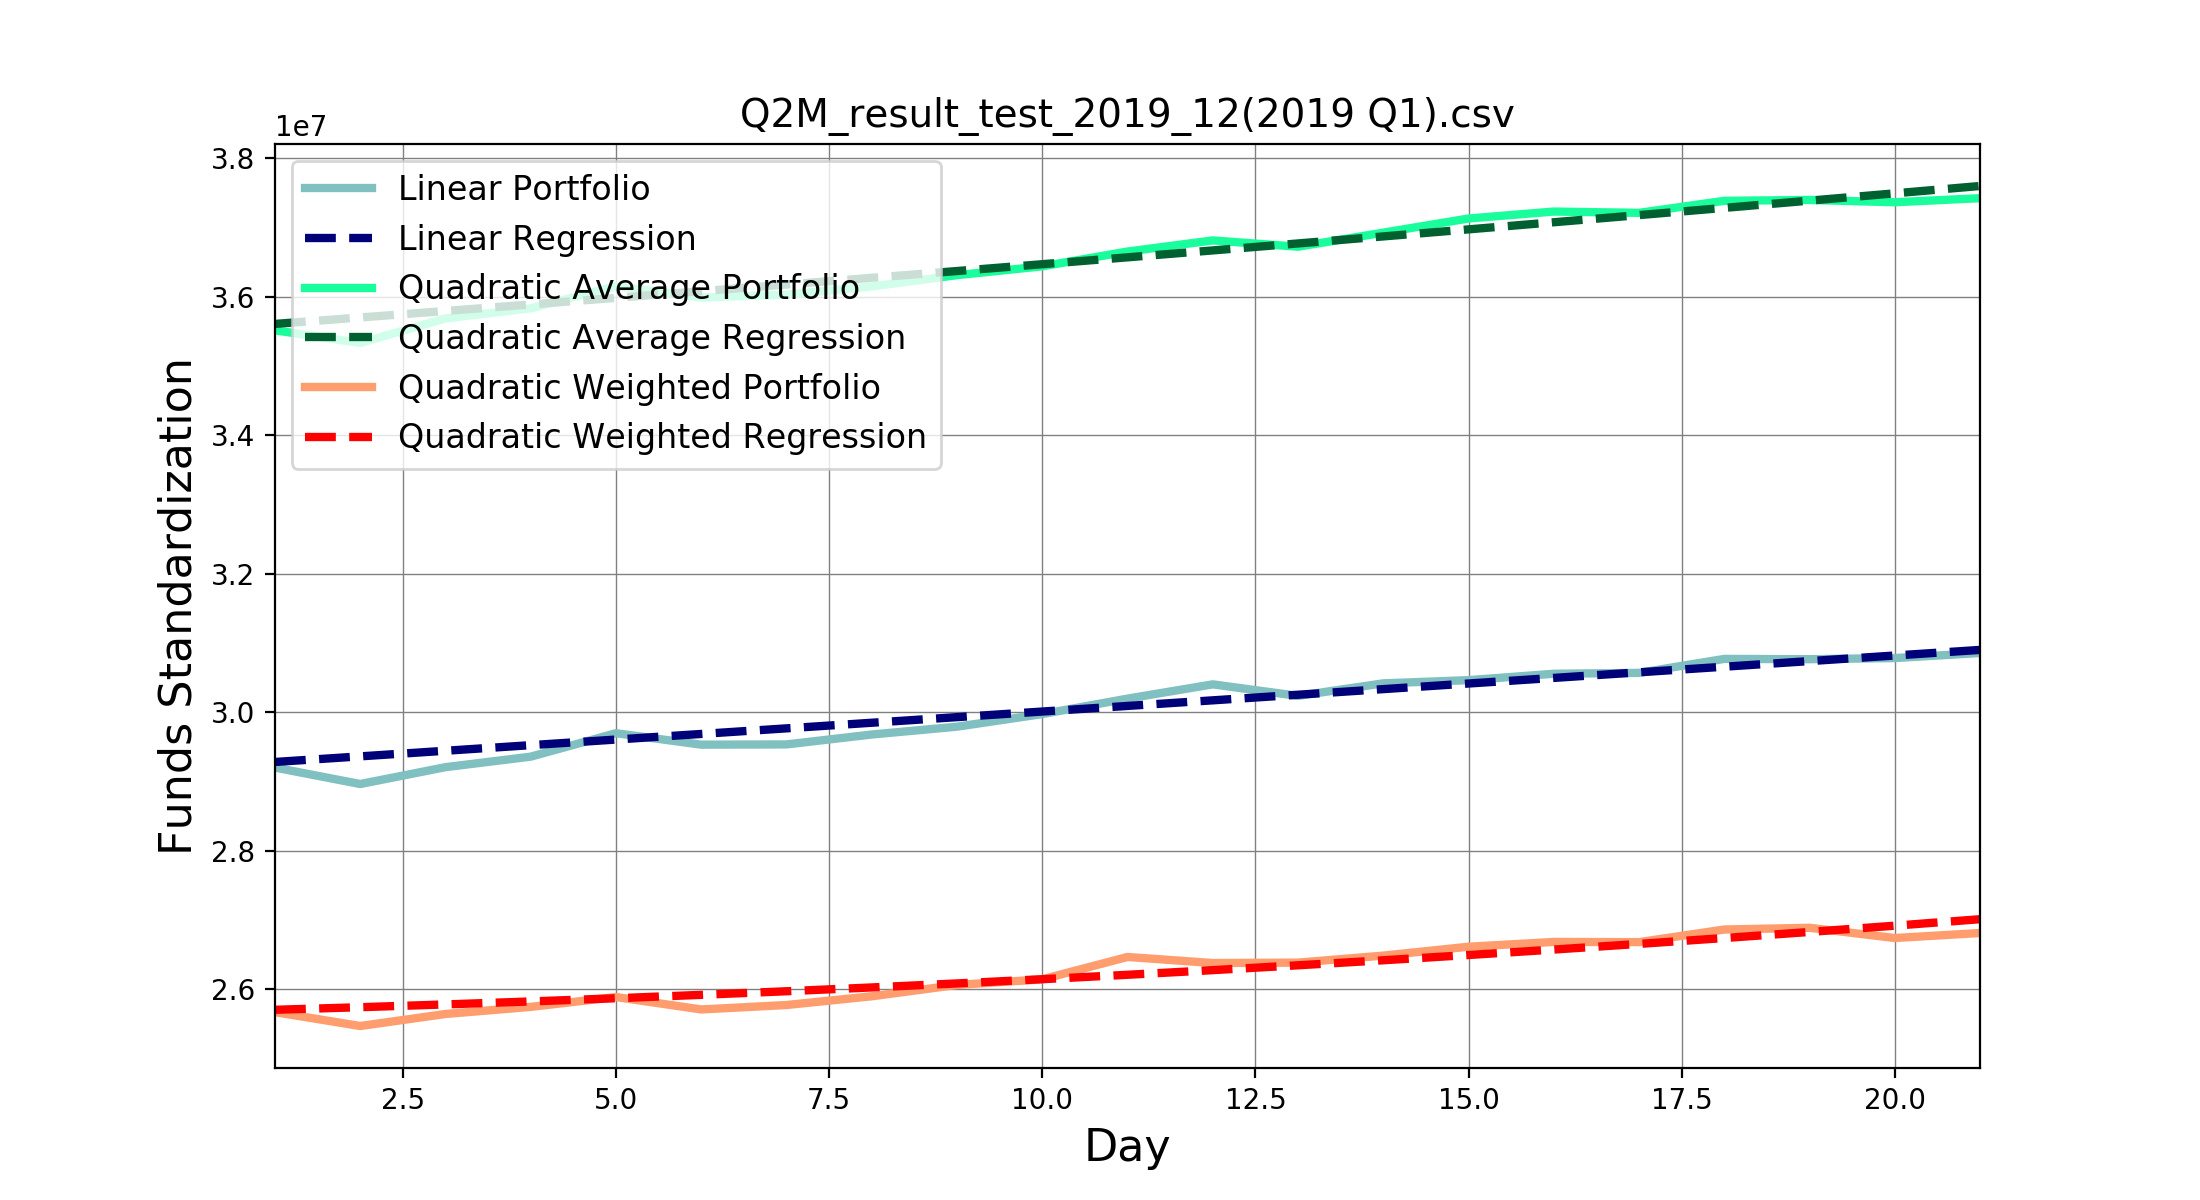 Q2M_result_test_2019_12(2019 Q1).csv
1e7
3.8
3.6
3.4
3.2
3.0
2.8
2.6
Funds Standardization
Linear Portfolio
Linear Regression
Quadratic Average Portfolio
Quadratic Average Regression
Quadratic Weighted Portfolio
Quadratic Weighted Regression
2.5 5.0 7.5 10.0 12.5 15.0 17.5 20.0
Day